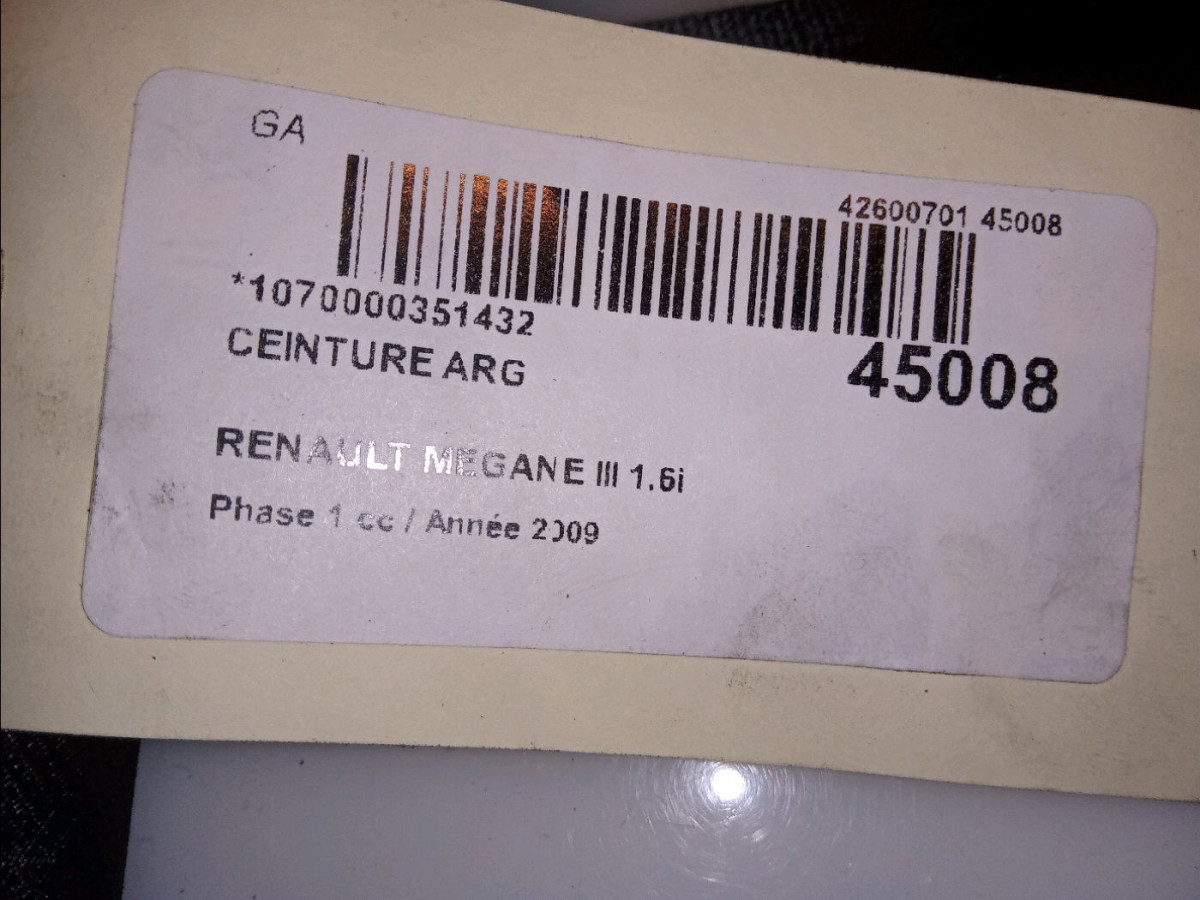 GA
42600701 45008
*1070000351432
CEINTURE ARG
45008
RENAULT MEGANE III 1.6i
Phase 1 cc / Année 2009